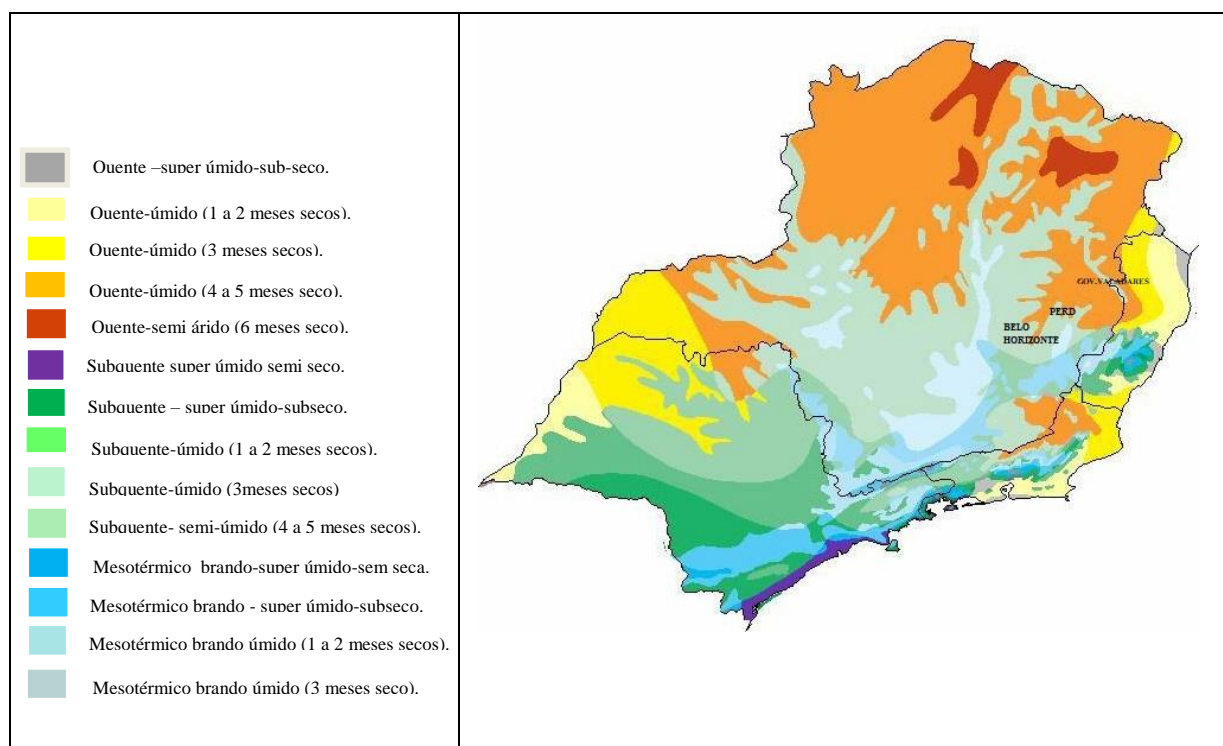 Quente –super úmido-sub-seco.
Quente-úmido (1 a 2 meses secos).
Quente-úmido (3 meses secos).
Quente-úmido (4 a 5 meses seco).
Quente-semi árido (6 meses seco).
Subquente super úmido semi seco.
Subquente – super úmido-subseco.
Subquente-úmido (1 a 2 meses secos).
Subquente-úmido (3meses secos)
Subquente- semi-úmido (4 a 5 meses secos).
Mesotérmico brando-super úmido-sem seca.
Mesotérmico brando - super úmido-subseco.
Mesotérmico brando úmido (1 a 2 meses secos).
Mesotérmico brando úmido (3 meses seco).
GOV.VALADARES
PERD
BELO
HORIZONTE